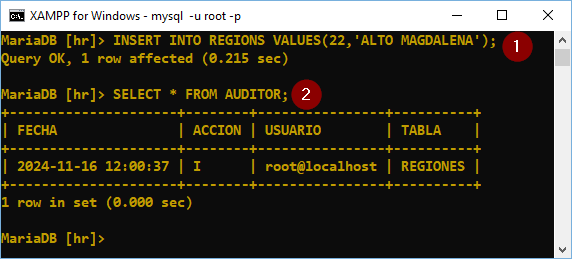 XAMPP for Windows - mysql -u root -p
MariaDB [hr]> INSERT INTO REGIONS VALUES(22,'ALTO MAGDALENA');
1
Query OK, 1 row affected (0.215 sec)
MariaDB [hr]> SELECT * FROM AUDITOR;
2
+---------------------+--------+----------------+----------+
| FECHA               | ACCION | USUARIO        | TABLA    |
+---------------------+--------+----------------+----------+
| 2024-11-16 12:00:37 | I      | root@localhost | REGIONES |
+---------------------+--------+----------------+----------+
1 row in set (0.000 sec)
MariaDB [hr]>